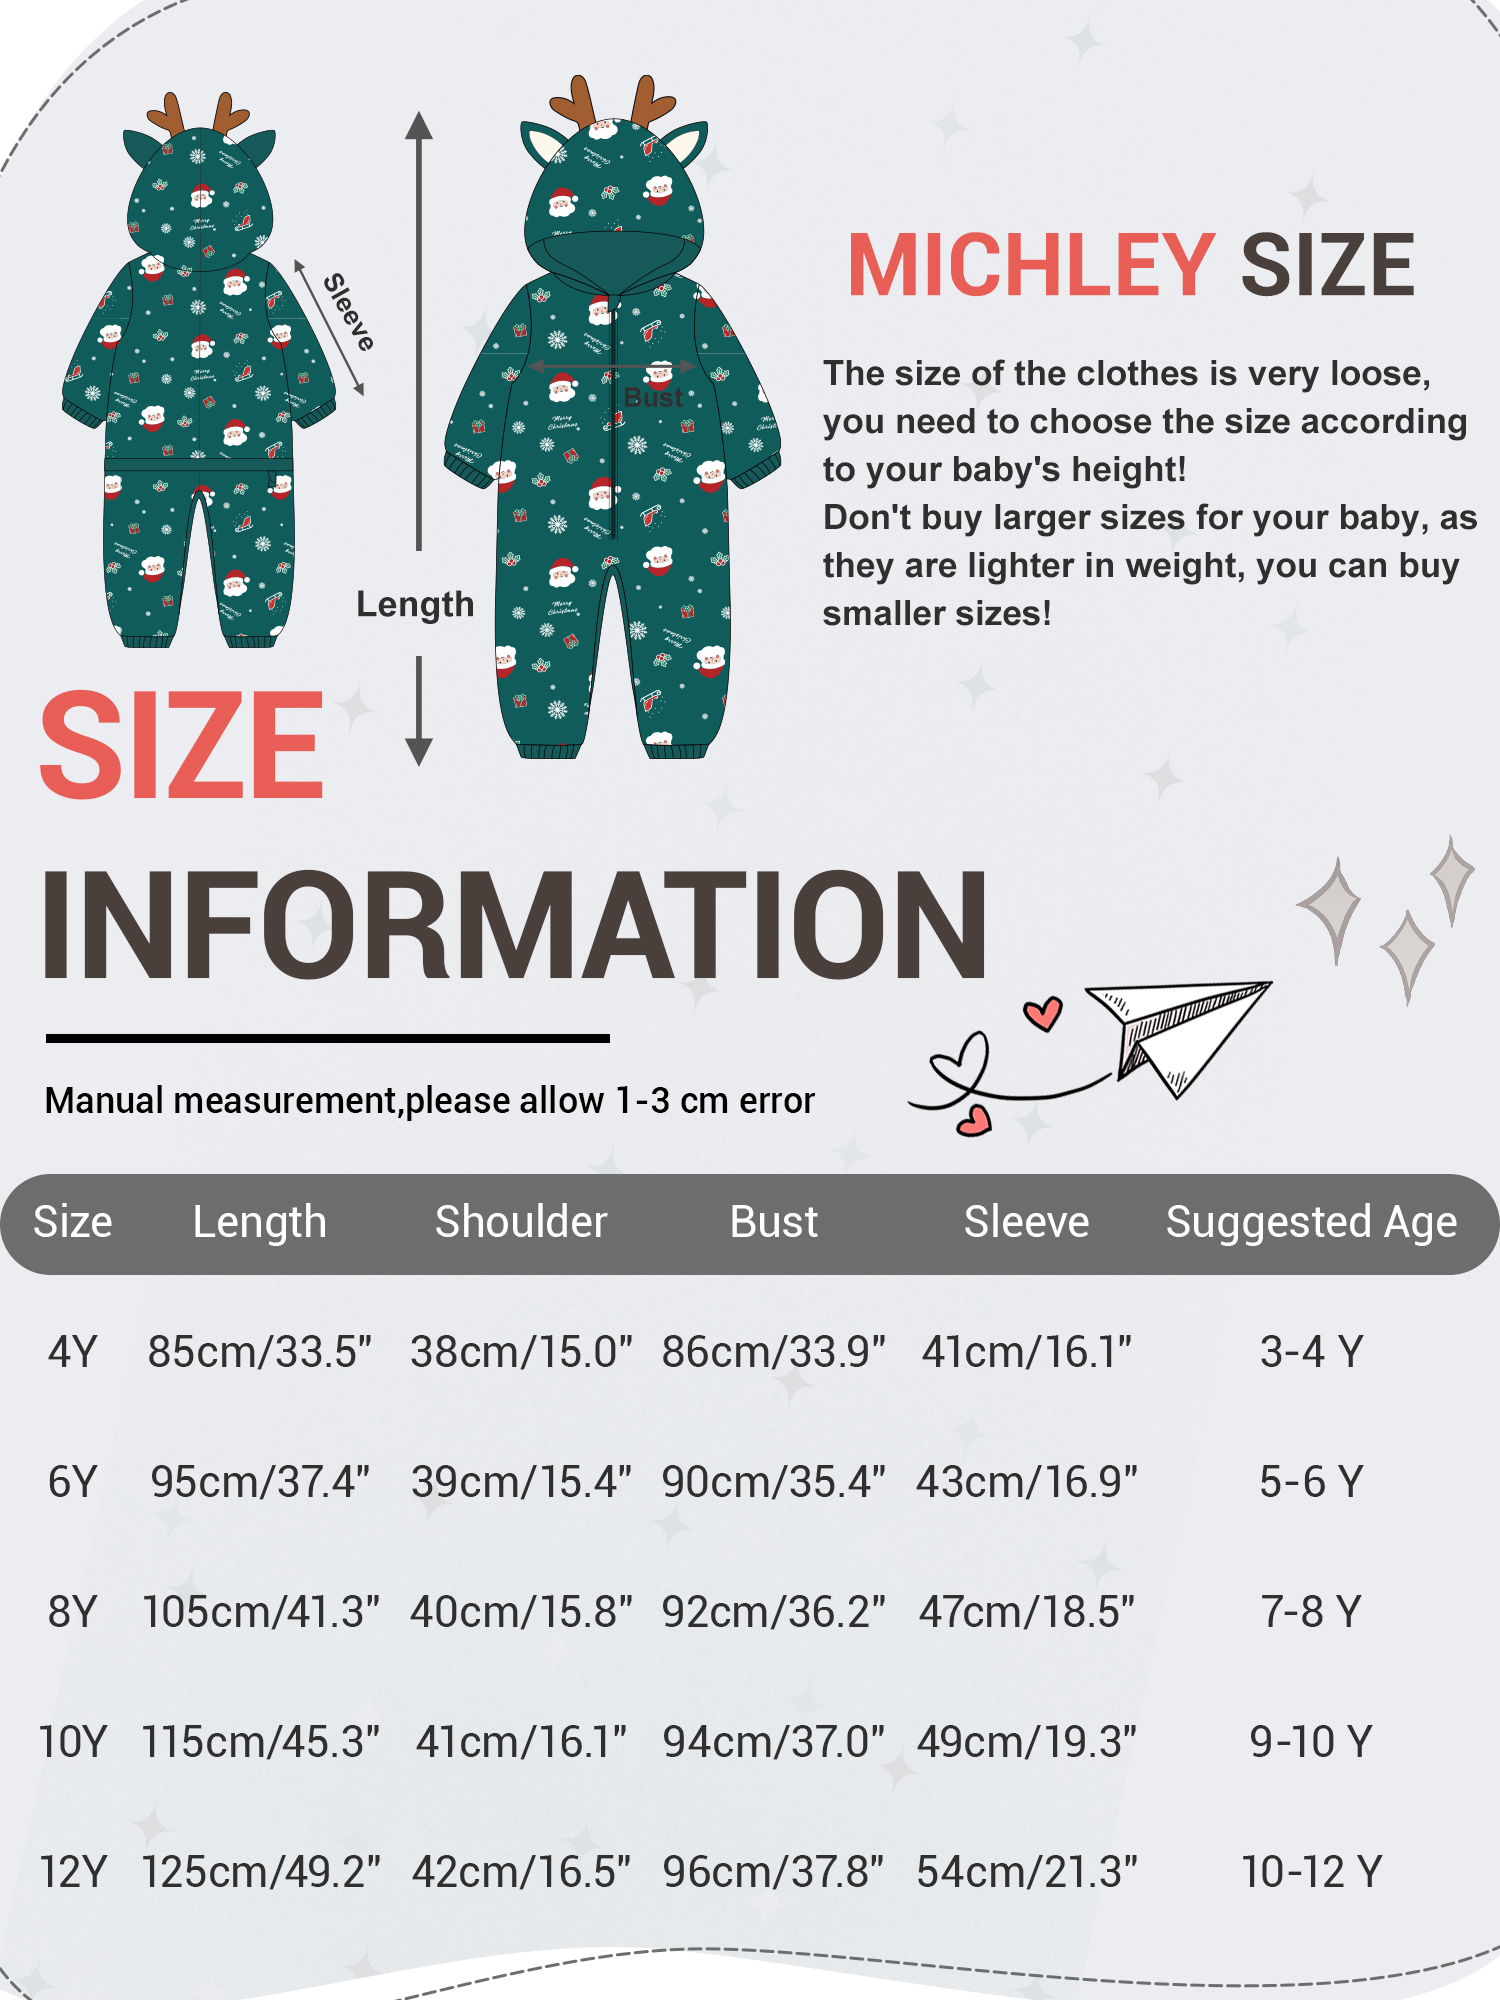 Sleeve
Bust
Length
MICHLEY SIZE
The size of the clothes is very loose,
you need to choose the size according
to your baby's height!
Don't buy larger sizes for your baby, as
they are lighter in weight, you can buy
smaller sizes!
SIZE
INFORMATION
Manual measurement,please allow 1-3 cm error
Size Length Shoulder Bust Sleeve Suggested Age
4Y 85cm/33.5" 38cm/15.0" 86cm/33.9" 41cm/16.1" 3-4 Y
6Y 95cm/37.4" 39cm/15.4" 90cm/35.4" 43cm/16.9" 5-6 Y
8Y 105cm/41.3" 40cm/15.8" 92cm/36.2" 47cm/18.5" 7-8 Y
10Y 115cm/45.3" 41cm/16.1" 94cm/37.0" 49cm/19.3" 9-10 Y
12Y 125cm/49.2" 42cm/16.5" 96cm/37.8" 54cm/21.3" 10-12 Y